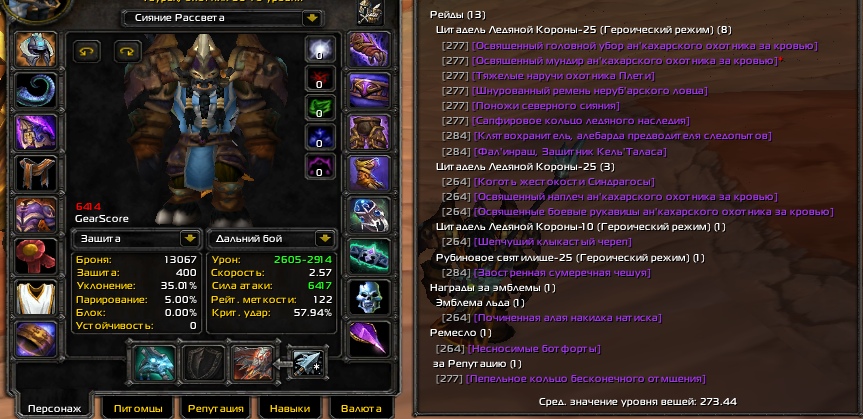 Сияние Рассвета
0
0
0
0
0
6414
GearScore
Защита
Дальний бой
Броня: 13067
Защита: 400
Уклонение: 35.01%
Парирование: 5.00%
Блок: 0.00%
Устойчивость: 0
Урон: 2605-2914
Скорость: 2.57
Сила атаки: 6417
Рейт. меткости: 122
Крит. удар: 57.94%
Персонаж
Питомцы
Репутация
Навыки
Валюта
Рейды (13)
Цитадель Ледяной Короны-25 (Героический режим) (8)
[277] [Освященный головной убор ан'кахарского охотника за кровью]
[277] [Освященный мундир ан'кахарского охотника за кровью]*
[277] [Тяжелые наручи охотника Плети]
[277] [Шнурованный ремень неруб'арского ловца]
[277] [Поножи северного сияния]
[277] [Сапфировое кольцо ледяного наследия]
[284] [Клятвохранитель, алебарда предводителя следопытов]
[284] [Фал'инраш, Защитник Кель'Таласа]
Цитадель Ледяной Короны-25 (3)
[264] [Коготь жестокости Синдрагосы]
[264] [Освященный наплеч ан'кахарского охотника за кровью]
[264] [Освященные боевые рукавицы ан'кахарского охотника за кровью]
Цитадель Ледяной Короны-10 (Героический режим) (1)
[264] [Шепчущий клыкастый череп]
Рубиновое святилище-25 (Героический режим) (1)
[284] [Заостренная сумеречная чешуя]
Награды за эмблемы (1)
Эмблема льда (1)
[264] [Починенная алая накидка натиска]
Ремесло (1)
[264] [Несносимые ботфорты]
за Репутацию (1)
[277] [Пепельное кольцо бесконечного отмщения]
Сред. значение уровня вещей: 273.44